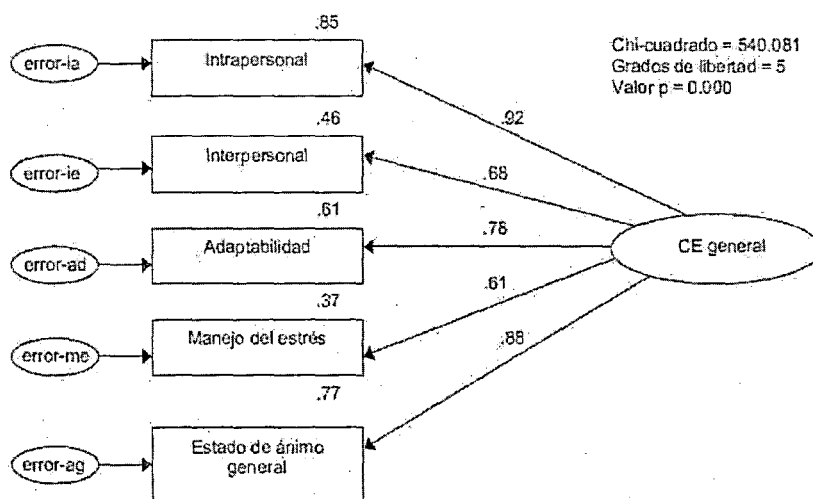 .85
Chi-cuadrado = 540.081
Grados de libertad = 5
Valor p = 0.000
error-ia
Intrapersonal
.92
.46
error-ie
Interpersonal
.68
.61
.78
error-ad
Adaptabilidad
CE general
.37
.61
error-me
Manejo del estrés
.88
.77
error-ag
Estado de ánimo
general